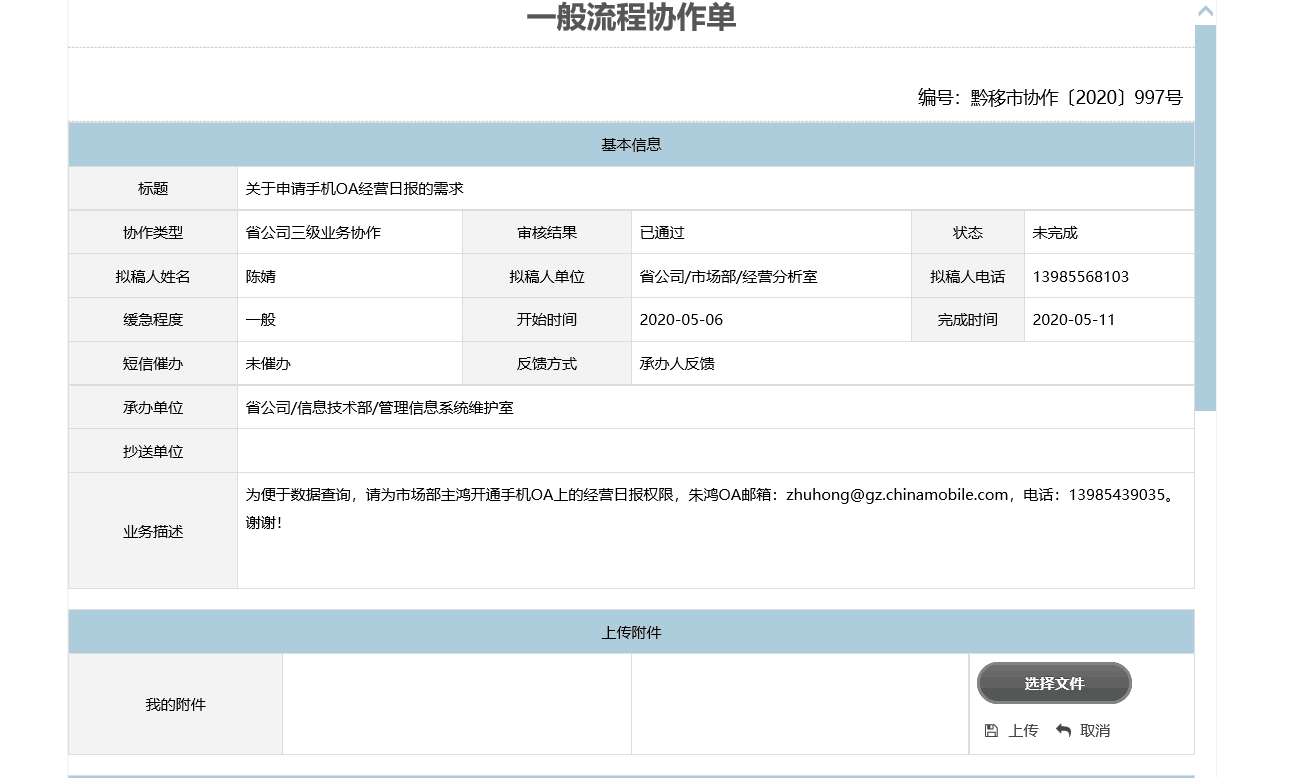 一般流程协作单
编号：黔移市协作〔2020〕997号
基本信息
标题 关于申请手机OA经营日报的需求
协作类型 省公司三级业务协作 审核结果 已通过 状态 未完成
拟稿人姓名 陈婧 拟稿人单位 省公司/市场部/经营分析室 拟稿人电话 13985568103
缓急程度 一般 开始时间 2020-05-06 完成时间 2020-05-11
短信催办 未催办 反馈方式 承办人反馈
承办单位 省公司/信息技术部/管理信息系统维护室
抄送单位
业务描述 为便于数据查询，请为市场部主鸿开通手机OA上的经营日报权限，朱鸿OA邮箱：zhuhong@gz.chinamobile.com，电话：13985439035。
谢谢！
上传附件
我的附件 选择文件
上传 取消